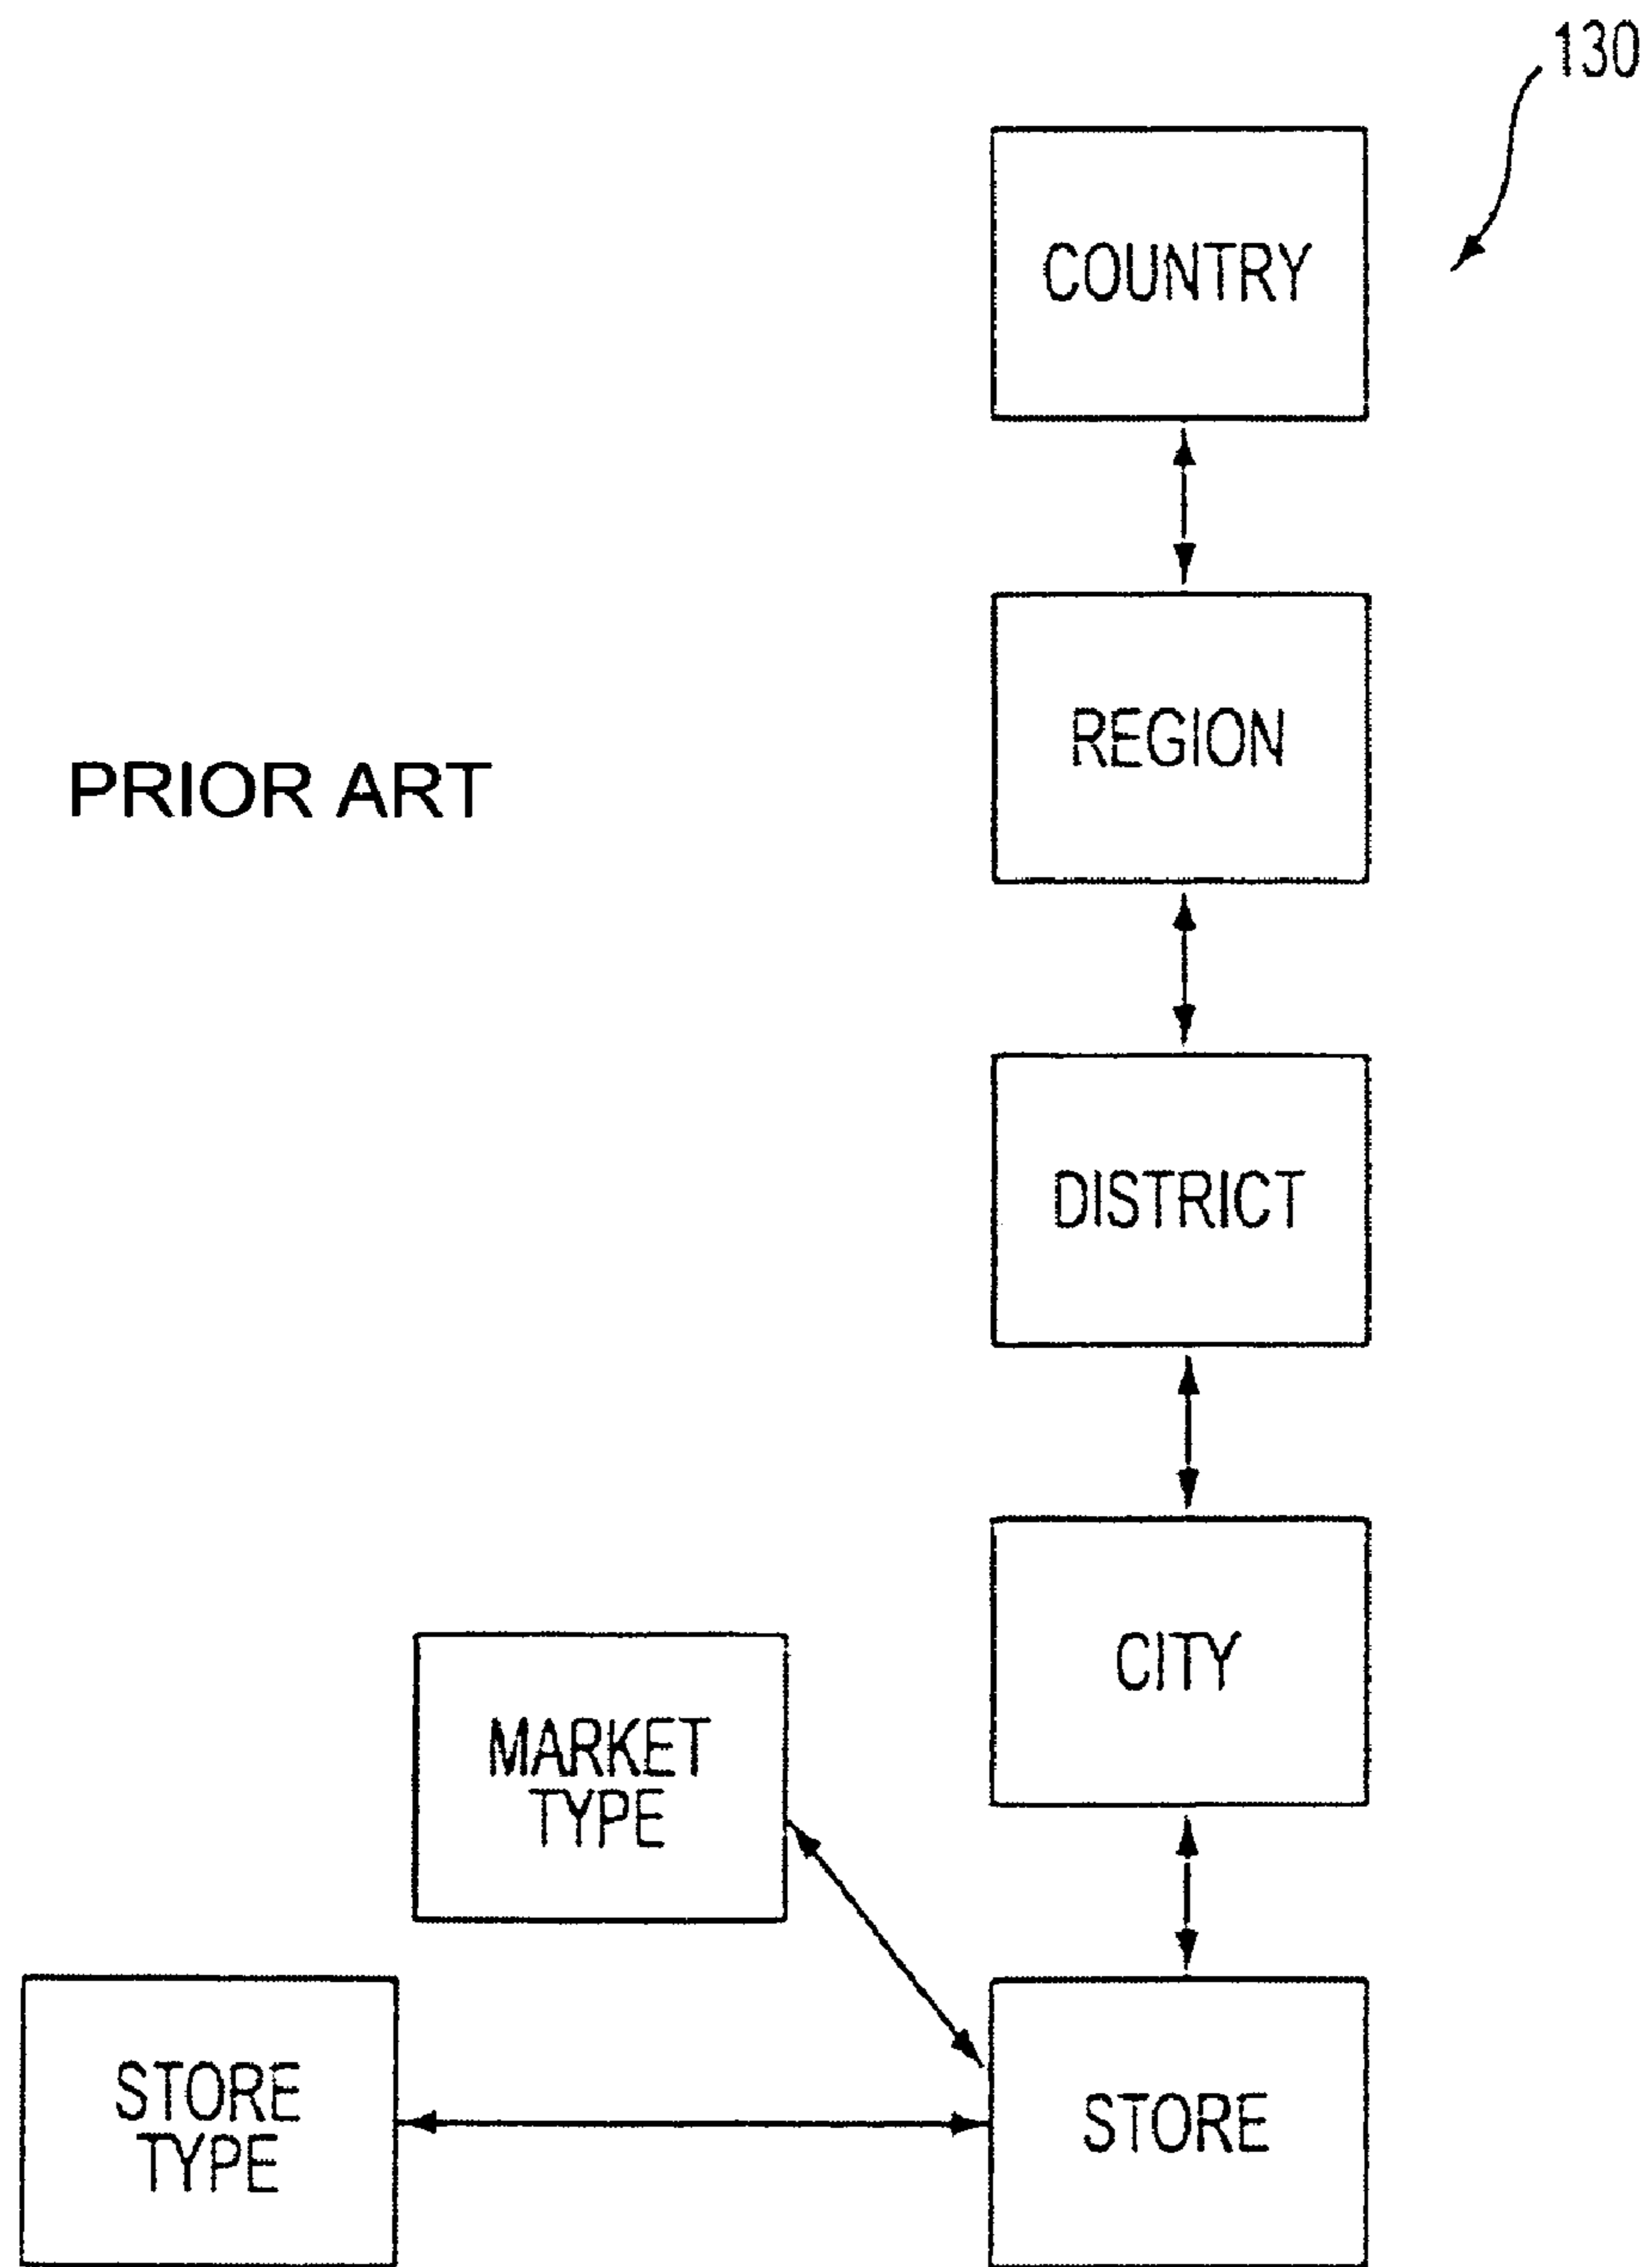 130
COUNTRY
REGION
PRIOR ART
DISTRICT
CITY
MARKET
TYPE
STORE
TYPE
STORE